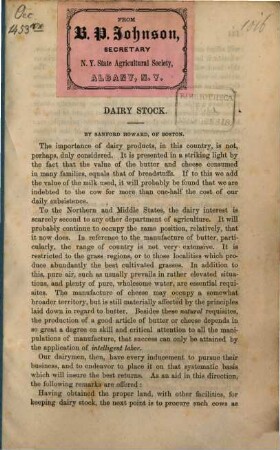 Oec
453
1016
FROM
B. P. Johnson,
SECRETARY
N. Y. State Agricultural Society,
ALBANY, N. Y.
DAIRY STOCK.
BY SANFORD HOWARD, OF BOSTON.
The importance of dairy products, in this country, is not,
perhaps, duly considered. It is presented in a striking light by
the fact that the value of the butter and cheese consumed
in many families, equals that of breadstuffs. If to this we add
the value of the milk used, it will probably be found that we are
indebted to the cow for more than one-half the cost of our
daily subsistence.
To the Northern and Middle States, the dairy interest is
scarcely second to any other department of agriculture. It will
probably continue to occupy the same position, relatively, that
it now does. In reference to the manufacture of butter, parti-
cularly, the range of country is not very extensive. It is
restricted to the grass regions, or to those localities which pro-
duce abundantly the best cultivated grasses. In addition to
this, pure air, such as usually prevails in rather elevated situa-
tions, and plenty of pure, wholesome water, are essential requi-
sites. The manufacture of cheese may occupy a somewhat
broader territory, but is still materially affected by the principles
laid down in regard to butter. Besides these natural requisites,
the production of a good article of butter or cheese depends in
so great a degree on skill and critical attention to all the mani-
pulations of manufacture, that success can only be attained by
the application of intelligent labor.
Our dairymen, then, have every inducement to pursue their
business, and to endeavor to place it on that systematic basis
which will insure the best returns. As an aid in this direction,
the following remarks are offered:
Having obtained the proper land, with other facilities, for
keeping dairy stock, the next point is to procure such cows as